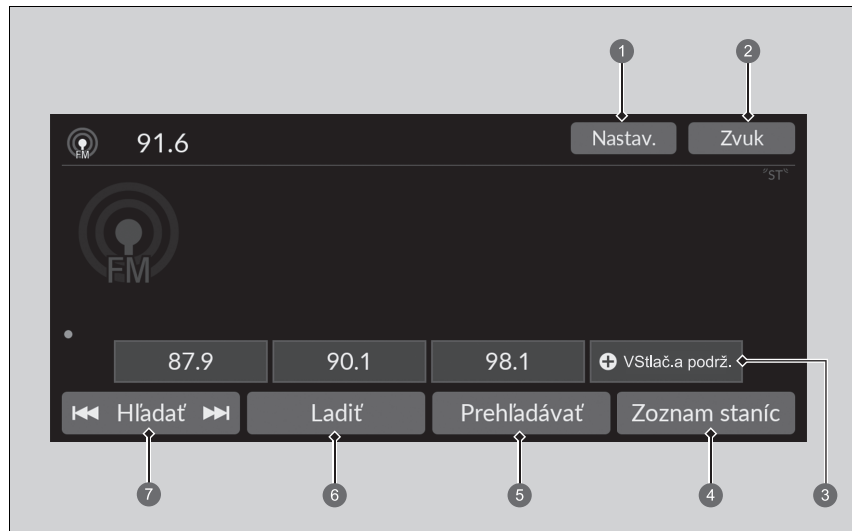 1 2
FM 91.6 Nastav. Zvuk
ST
FM
87.9 90.1 98.1 VStlač.a podrž.
Hľadať Ladiť Prehľadávať Zoznam staníc
7 6 5 4 3